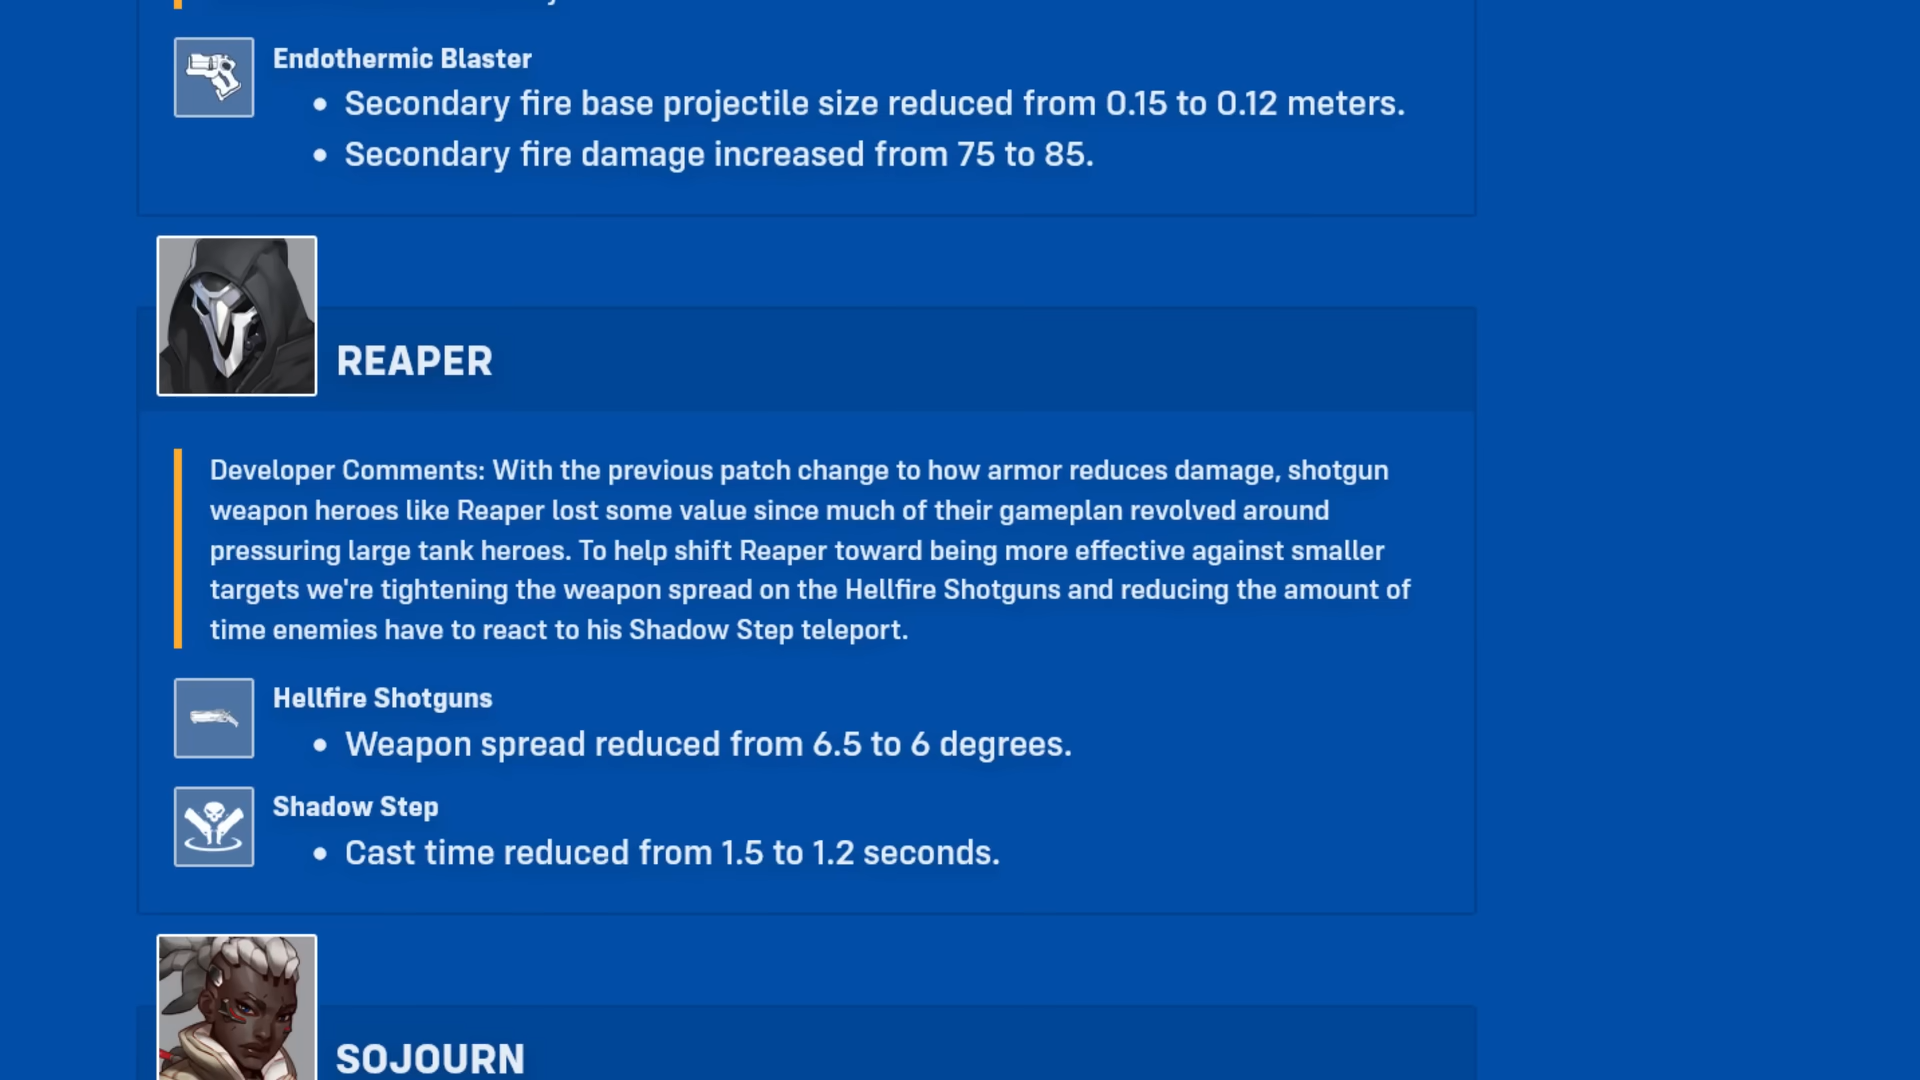 Endothermic Blaster
• Secondary fire base projectile size reduced from 0.15 to 0.12 meters.
• Secondary fire damage increased from 75 to 85.
REAPER
Developer Comments: With the previous patch change to how armor reduces damage, shotgun
weapon heroes like Reaper lost some value since much of their gameplan revolved around
pressuring large tank heroes. To help shift Reaper toward being more effective against smaller
targets we're tightening the weapon spread on the Hellfire Shotguns and reducing the amount of
time enemies have to react to his Shadow Step teleport.
Hellfire Shotguns
• Weapon spread reduced from 6.5 to 6 degrees.
Shadow Step
• Cast time reduced from 1.5 to 1.2 seconds.
SOJOURN